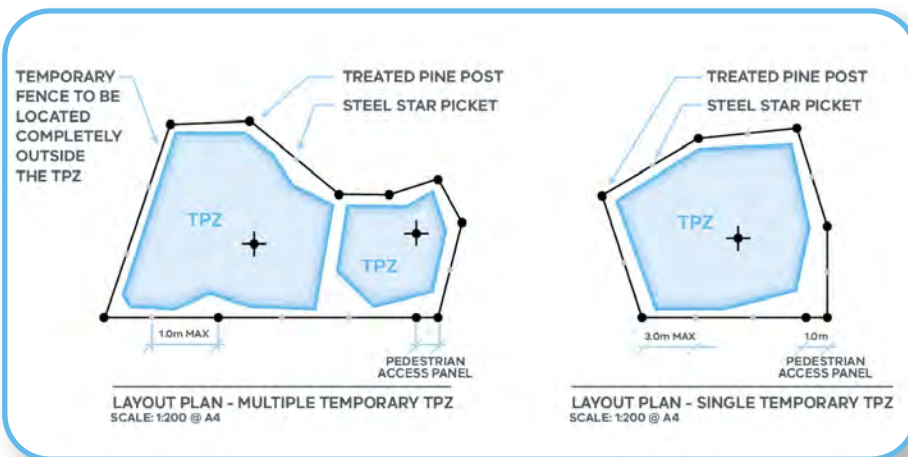 TEMPORARY
FENCE TO BE
LOCATED
COMPLETELY
OUTSIDE
THE TPZ
TREATED PINE POST
STEEL STAR PICKET
TPZ
TPZ
1.0m MAX
PEDESTRIAN
ACCESS PANEL
LAYOUT PLAN - MULTIPLE TEMPORARY TPZ
SCALE: 1:200 @ A4
TREATED PINE POST
STEEL STAR PICKET
TPZ
3.0m MAX
1.0m
PEDESTRIAN
ACCESS PANEL
LAYOUT PLAN - SINGLE TEMPORARY TPZ
SCALE: 1:200 @ A4